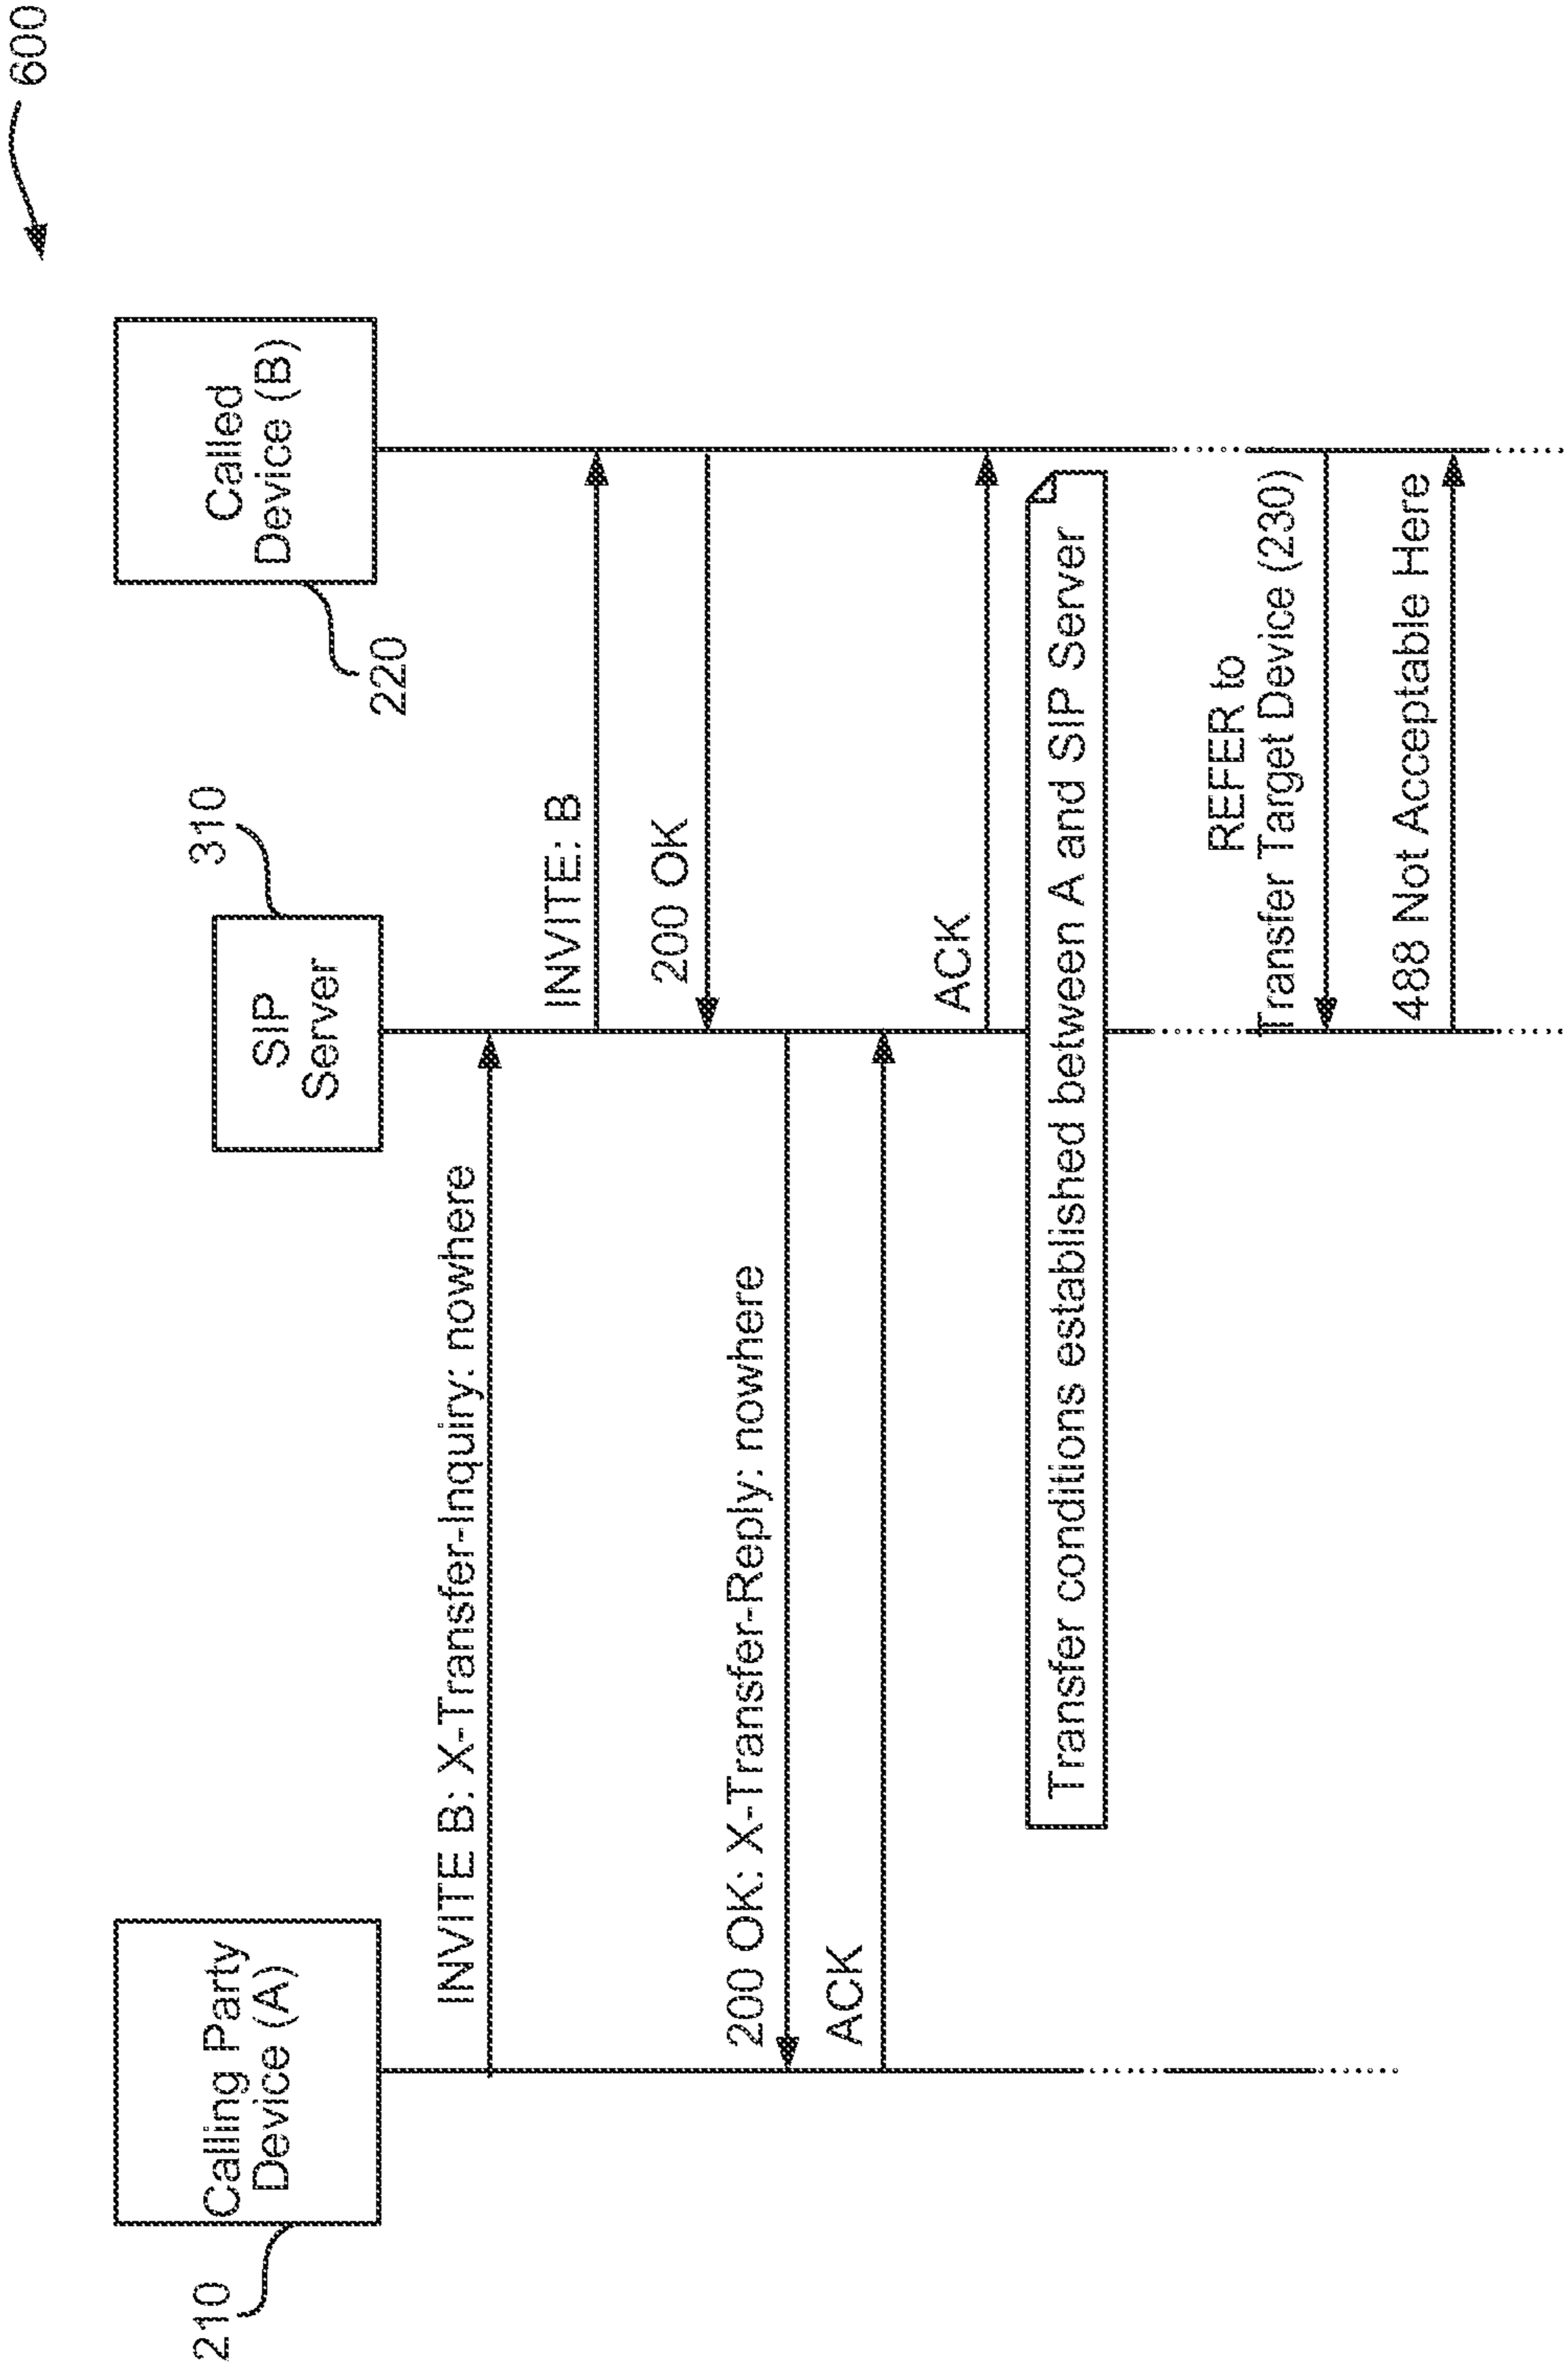 600
Calling Party
Device (A)
210
SIP
Server
310
Called
Device (B)
220
INVITE B: X-Transfer-Inquiry: nowhere
INVITE: B
200 OK
200 OK: X-Transfer-Reply: nowhere
ACK
ACK
Transfer conditions established between A and SIP Server
REFER to
Transfer Target Device (230)
488 Not Acceptable Here